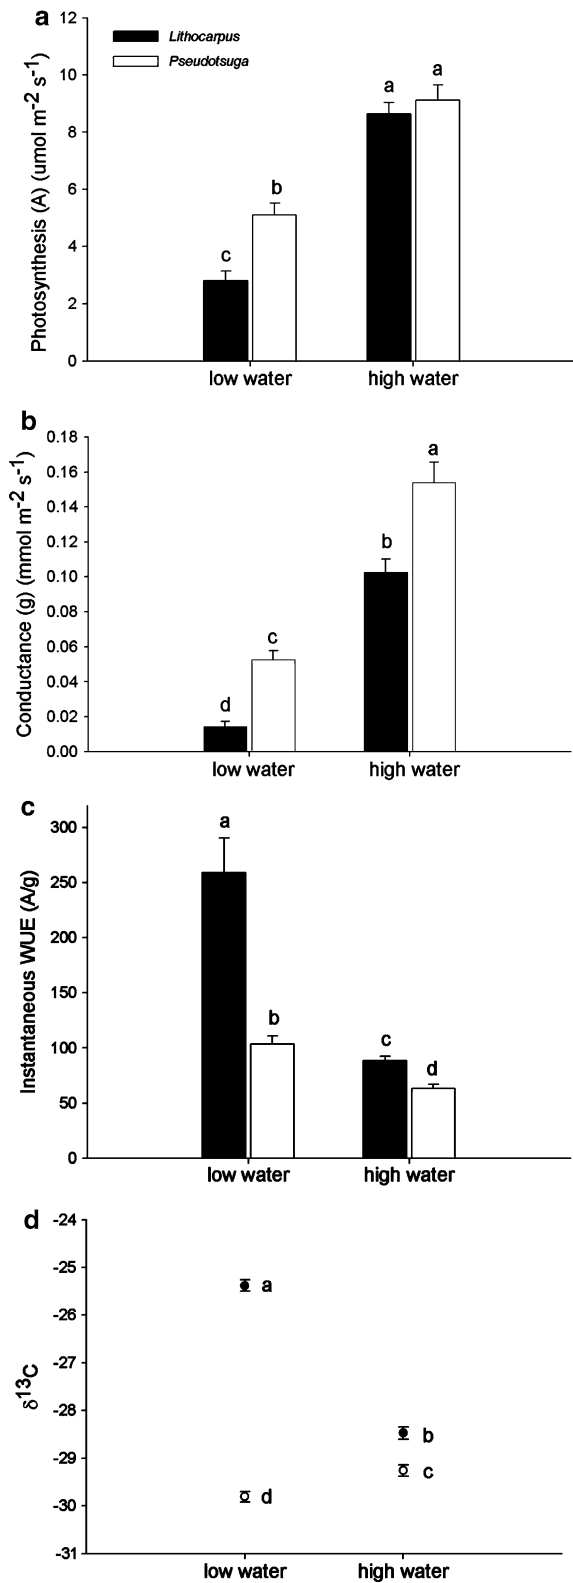 a
12
10
8
6
4
2
0
Photosynthesis (A) (umol m-2 s-1)
Lithocarpus
Pseudotsuga
c
b
a
a
low water
high water
b
0.18
0.16
0.14
0.12
0.10
0.08
0.06
0.04
0.02
0.00
Conductance (g) (mmol m-2 s-1)
d
c
b
a
low water
high water
c
300
250
200
150
100
50
0
Instantaneous WUE (A/g)
a
b
c
d
low water
high water
d
-24
-25
-26
-27
-28
-29
-30
-31
δ13C
a
d
b
c
low water
high water